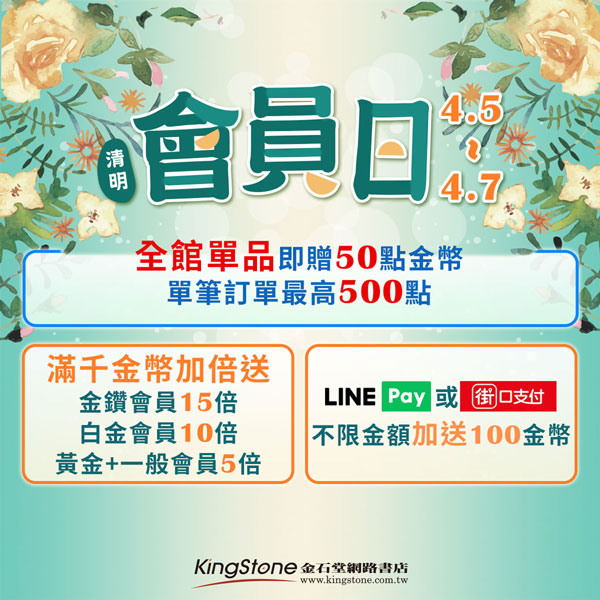 清明
會員日
4.5
~
4.7
全館單品即贈50點金幣
單筆訂單最高500點
滿千金幣加倍送
金鑽會員15倍
白金會員10倍
黃金+一般會員5倍
LINE Pay 或 街口支付
不限金額加送100金幣
KingStone 金石堂網路書店
www.kingstone.com.tw